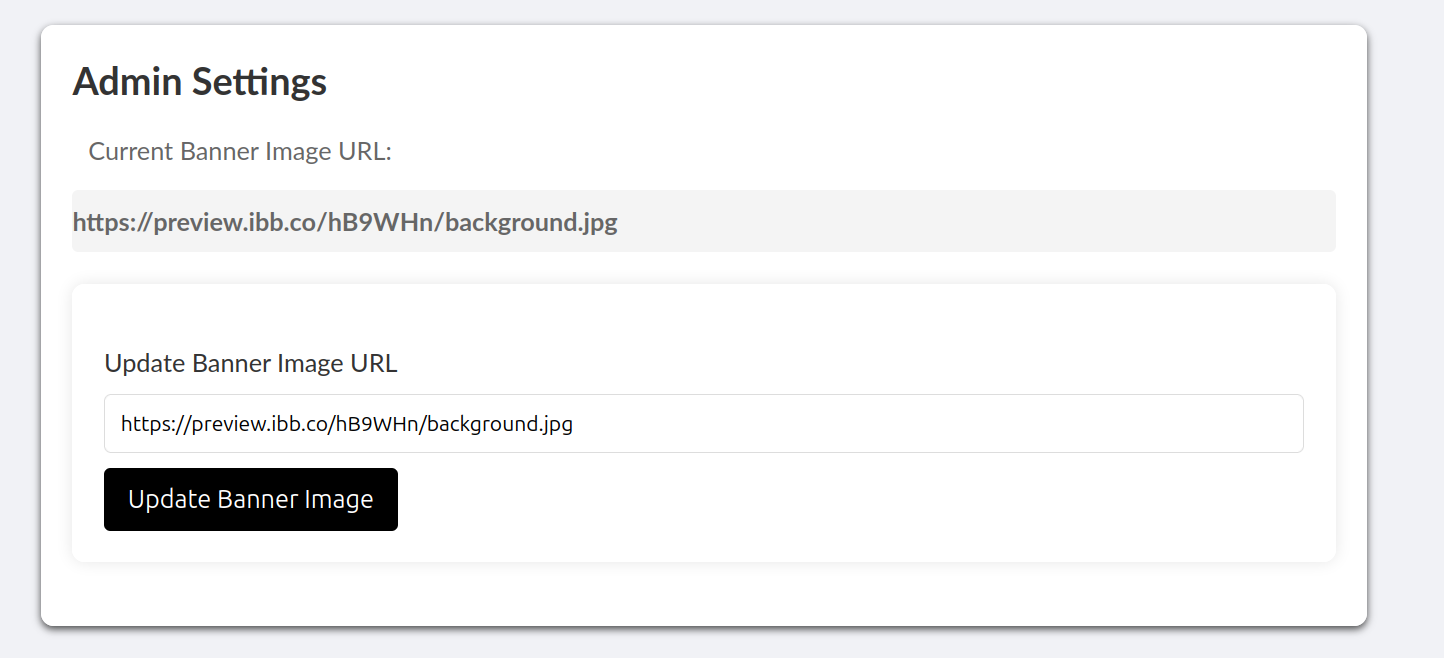 Admin Settings
Current Banner Image URL:
https://preview.ibb.co/hB9WHn/background.jpg
Update Banner Image URL
https://preview.ibb.co/hB9WHn/background.jpg
Update Banner Image